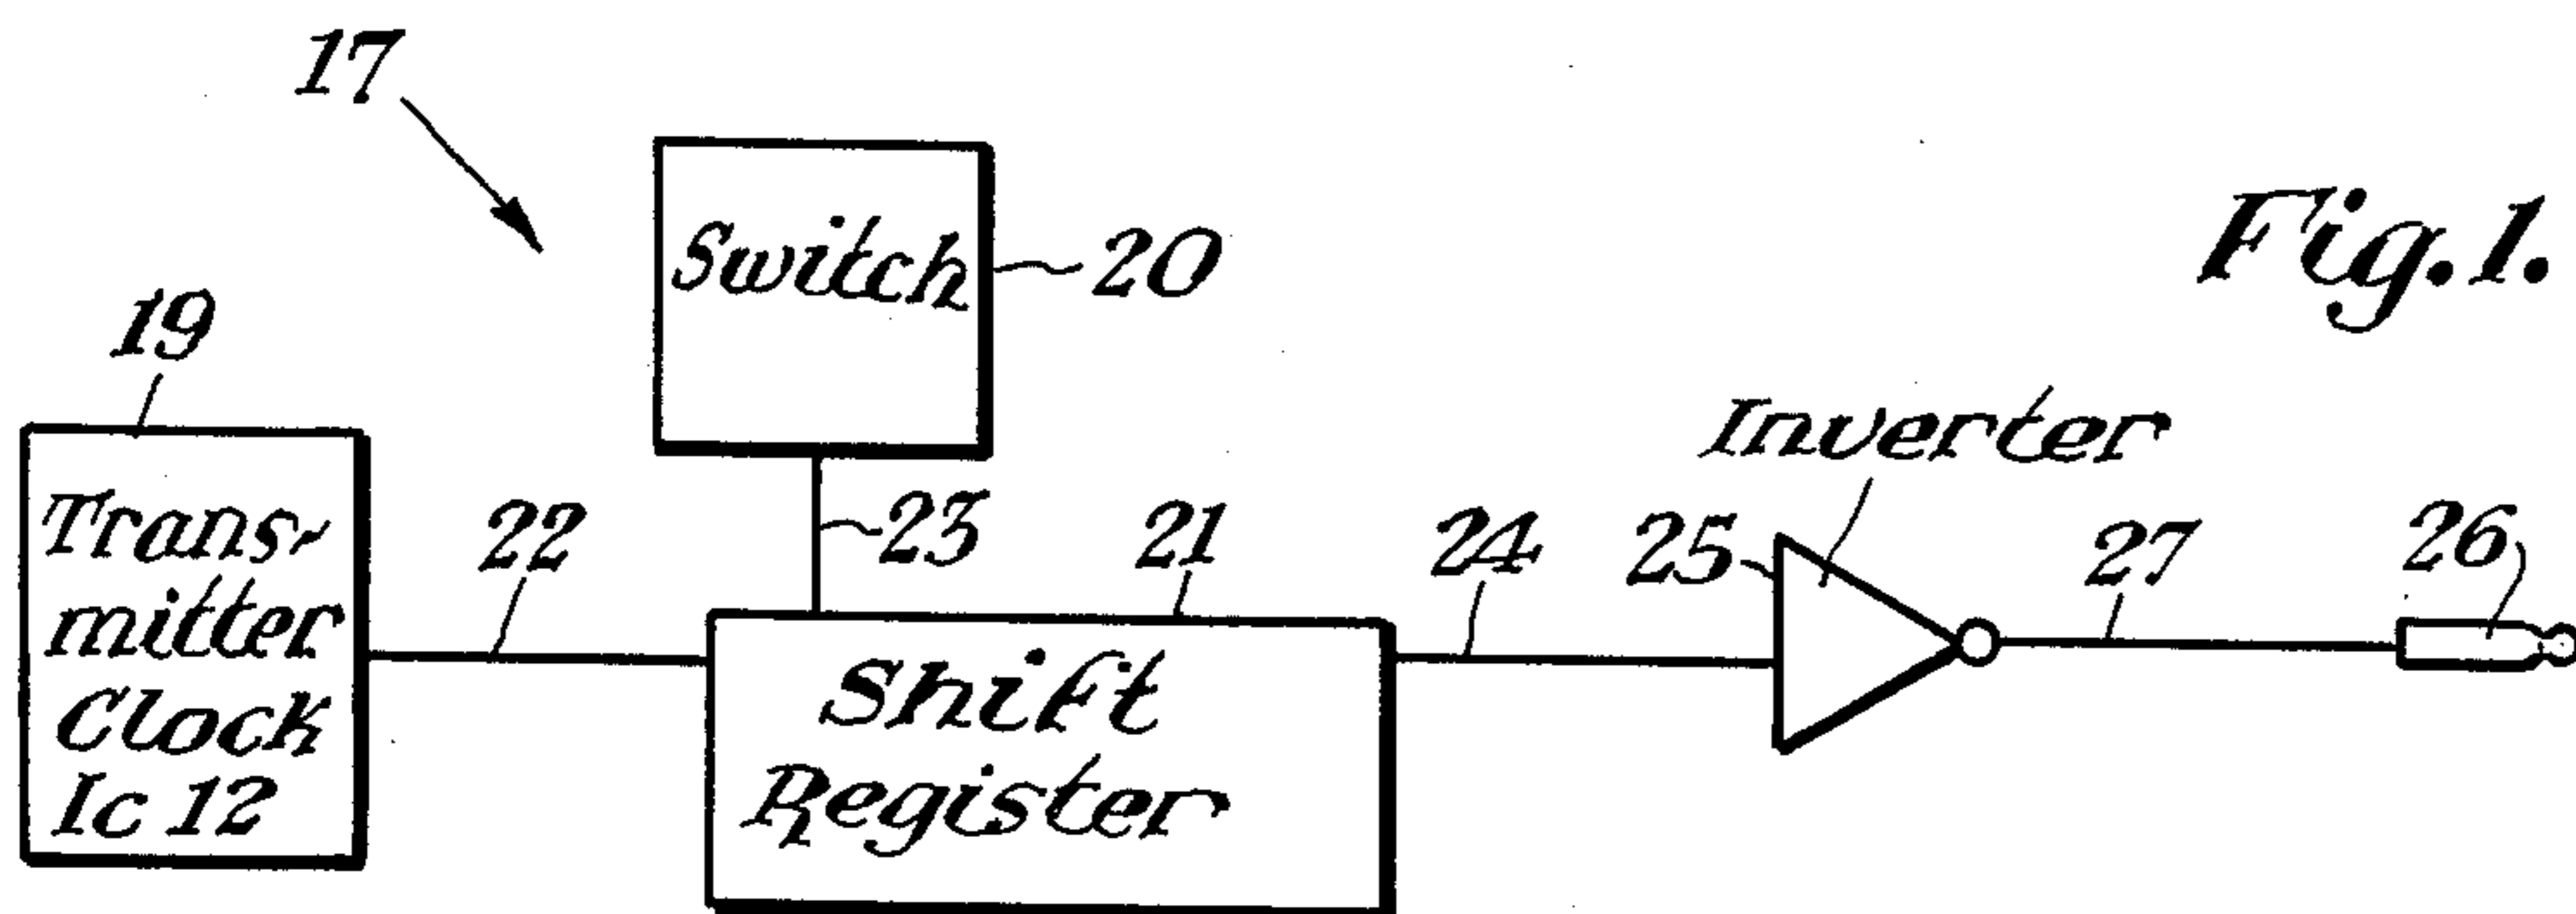 17
Fig.1.
Switch
20
19
Trans-
mitter
Clock
Ic 12
22
23
21
Shift
Register
24
Inverter
25
27
26